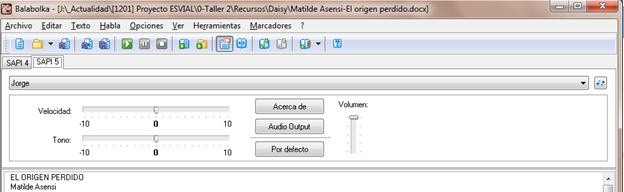 Balabolka - [J:\_Actualidad\[1201] Proyecto ESVIAL\0-Taller 2\Recursos\Daisy\Matilde Asensi-El origen perdido.docx]
Archivo Editar Texto Habla Opciones Ver Herramientas Marcadores ?
SAPI 4 SAPI 5
Jorge
Velocidad:
-10 0 10
Tono:
-10 0 10
Acerca de
Audio Output
Por defecto
Volumen:
EL ORIGEN PERDIDO
Matilde Asensi